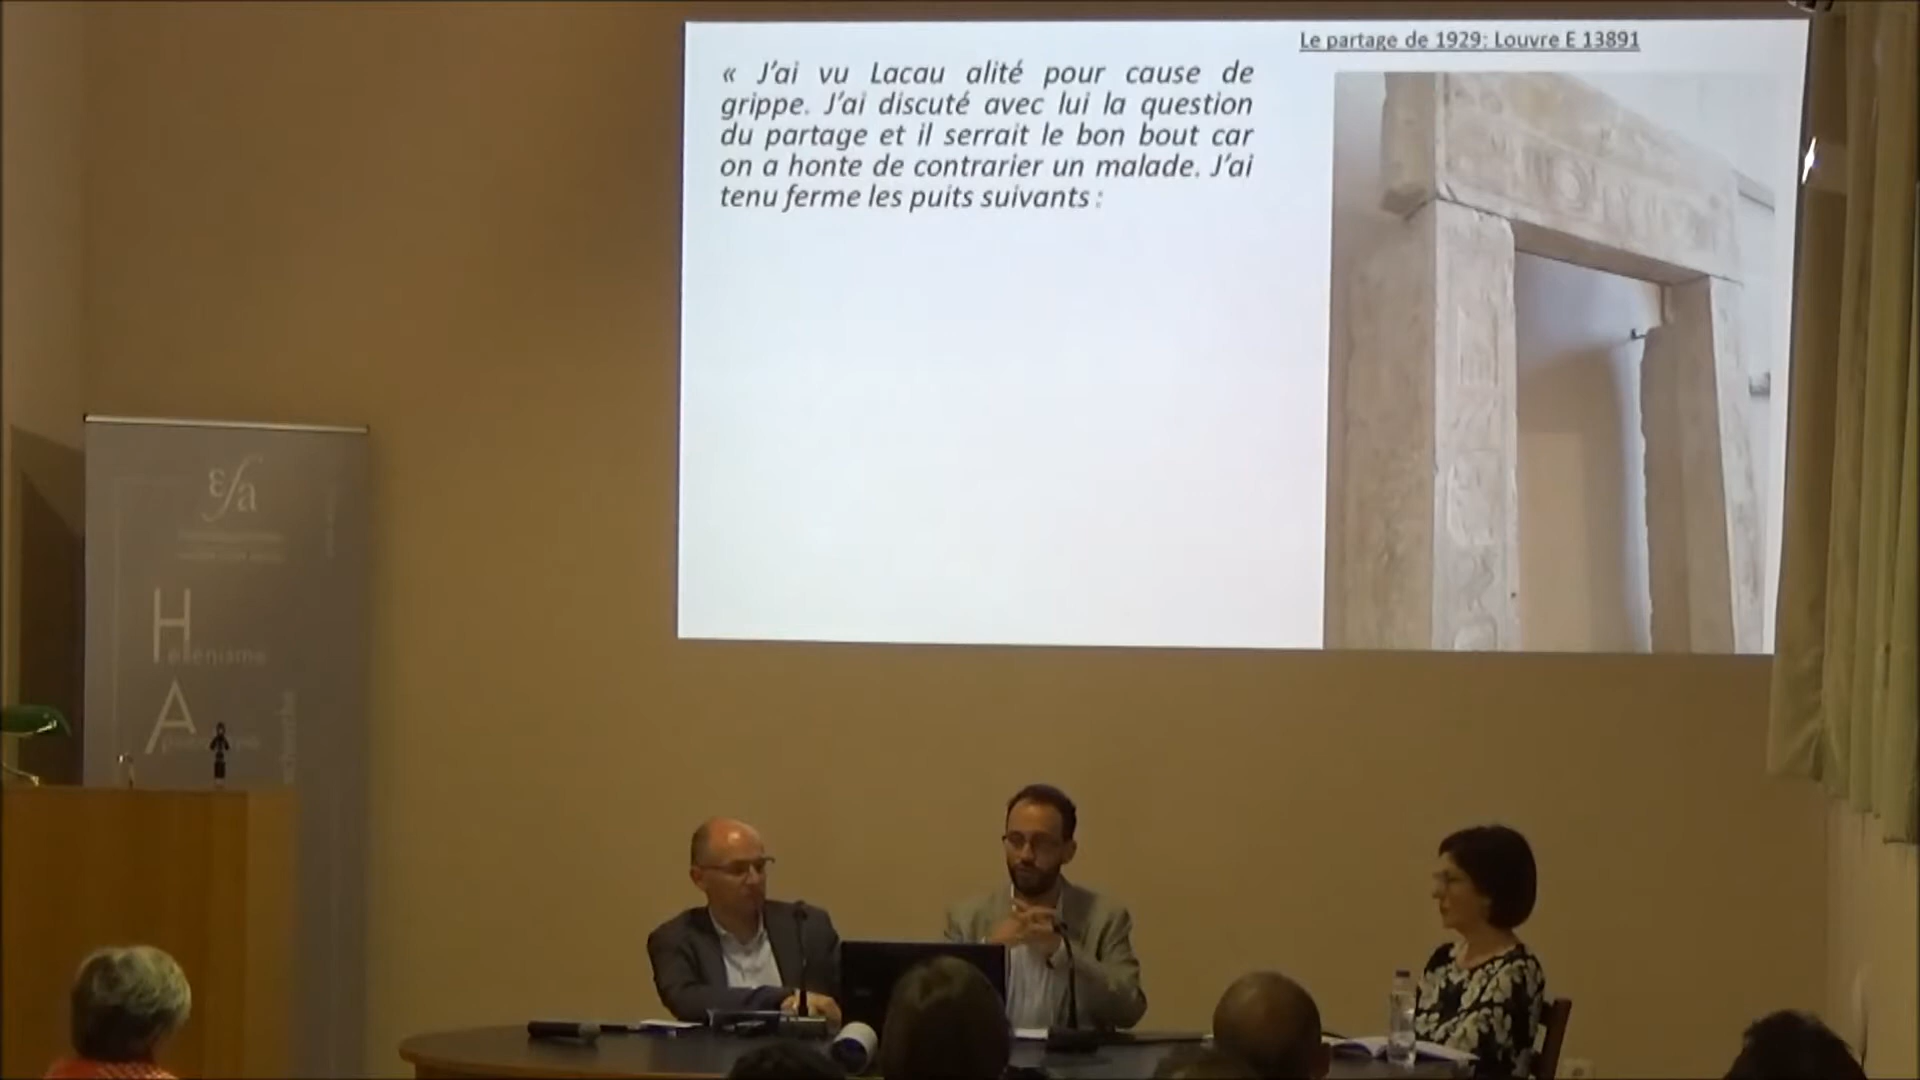 Le partage de 1929: Louvre E 13891
« J'ai vu Lacau alité pour cause de
grippe. J'ai discuté avec lui la question
du partage et il serrait le bon bout car
on a honte de contrarier un malade. J'ai
tenu ferme les puits suivants :
εfa
H
ellénisme
A